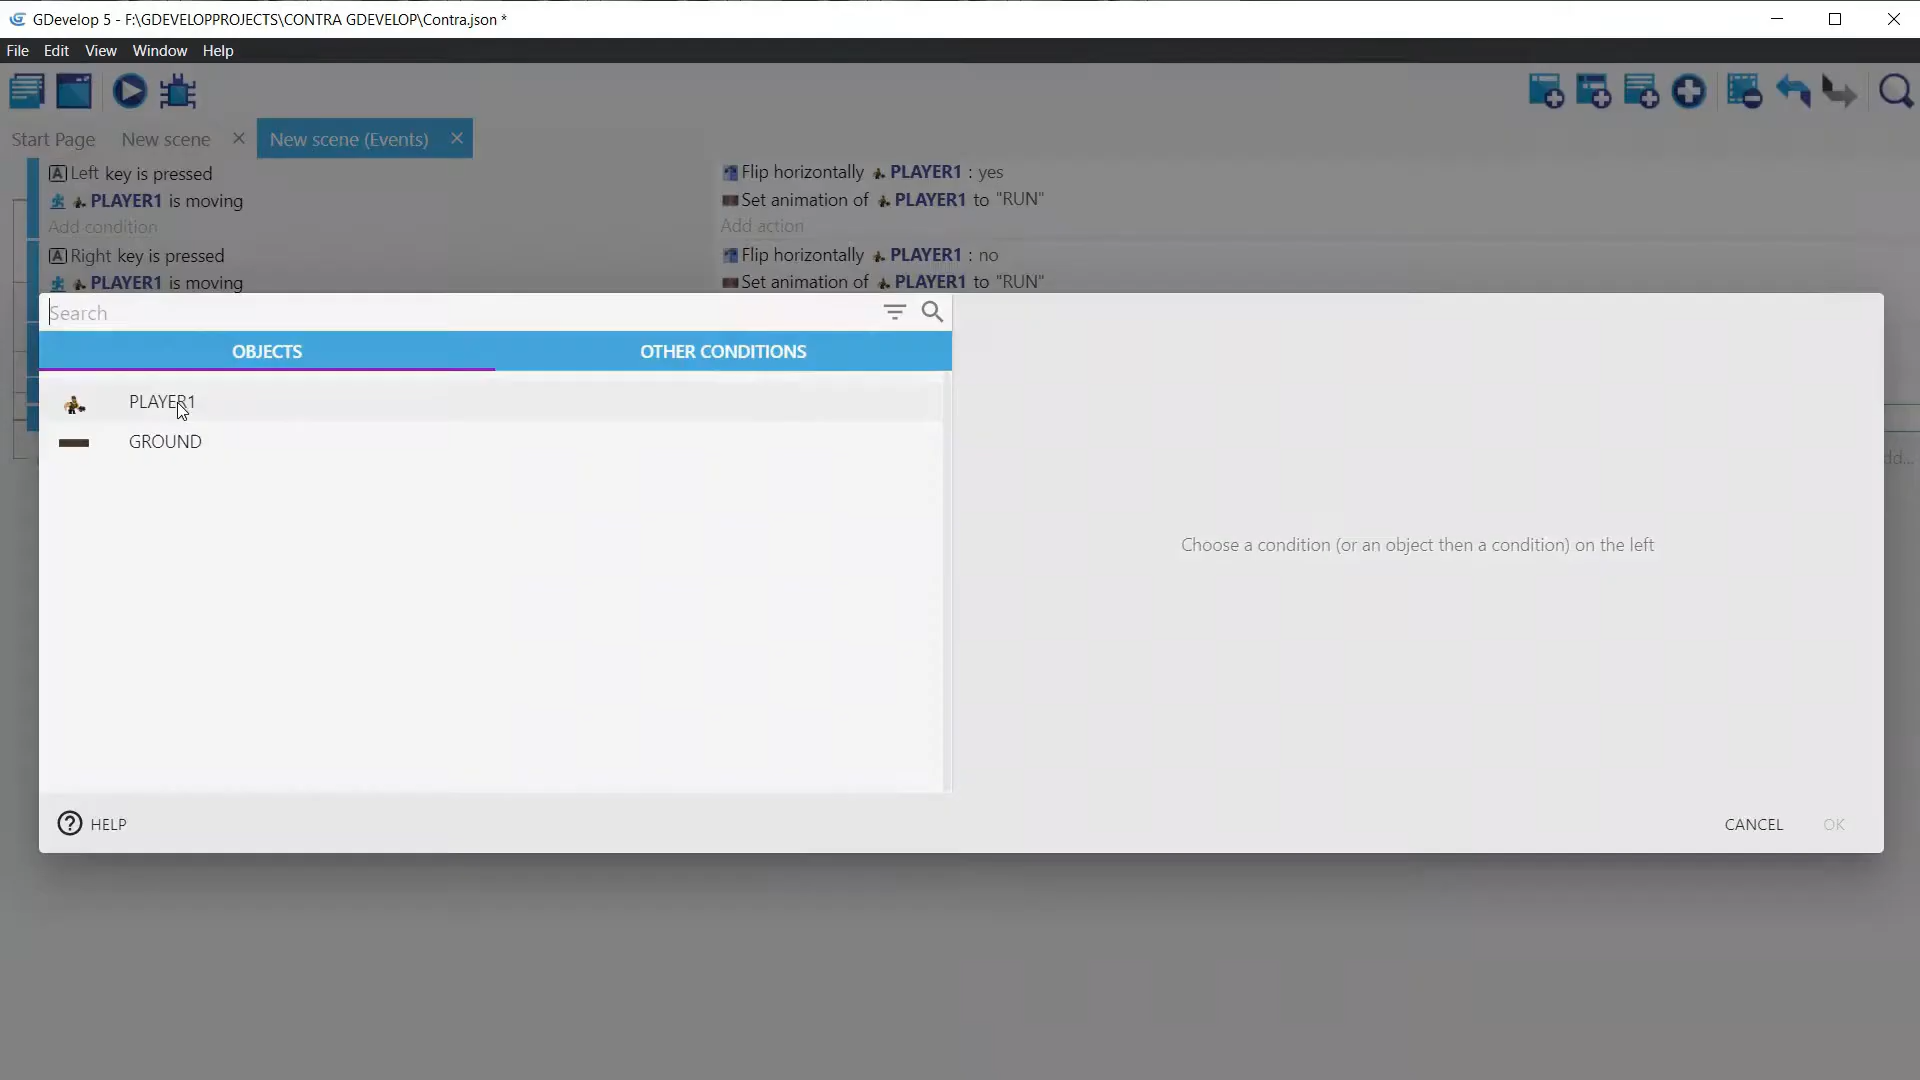 GDevelop 5 - F:\GDEVELOPPROJECTS\CONTRA GDEVELOP\Contra.json *
File Edit View Window Help
Start Page New scene New scene (Events)
Left key is pressed
Flip horizontally PLAYER1 : yes
PLAYER1 is moving
Set animation of PLAYER1 to "RUN"
Add condition
Add action
Right key is pressed
Flip horizontally PLAYER1 : no
PLAYER1 is moving
Set animation of PLAYER1 to "RUN"
Search
OBJECTS OTHER CONDITIONS
PLAYER1
GROUND
Choose a condition (or an object then a condition) on the left
HELP
CANCEL OK